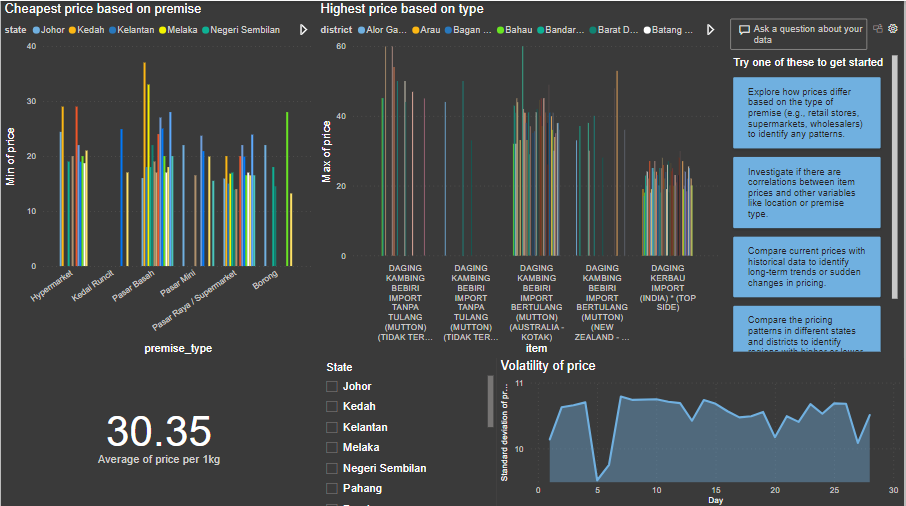 Cheapest price based on premise
state Johor Kedah Kelantan Melaka Negeri Sembilan
Min of price
40
30
20
10
0
Hypermarket
Kedai Runcit
Pasar Basah
Pasar Mini
Pasar Raya / Supermarket
Borong
premise_type
Highest price based on type
district Alor Ga... Arau Bagan ... Bahau Bandar... Barat D... Batang ...
Max of price
60
40
20
0
DAGING
KAMBING
BEBIRI
IMPORT
TANPA
TULANG
(MUTTON)
(TIDAK TER...
DAGING
KAMBING
BEBIRI
IMPORT
TANPA
TULANG
(MUTTON)
(TIDAK TER...
DAGING
KAMBING
BEBIRI
IMPORT
BERTULANG
(MUTTON)
(AUSTRALIA -
KOTAK)
DAGING
KAMBING
BEBIRI
IMPORT
BERTULANG
(MUTTON)
(NEW
ZEALAND - ...
DAGING
KERBAU
IMPORT
(INDIA) * (TOP
SIDE)
item
Ask a question about your
data
Try one of these to get started
Explore how prices differ
based on the type of
premise (e.g., retail stores,
supermarkets, wholesalers)
to identify any patterns.
Investigate if there are
correlations between item
prices and other variables
like location or premise
type.
Compare current prices with
historical data to identify
long-term trends or sudden
changes in pricing.
Compare the pricing
patterns in different states
and districts to identify
regions with higher or lower
30.35
Average of price per 1kg
State
Johor
Kedah
Kelantan
Melaka
Negeri Sembilan
Pahang
Volatility of price
Standard deviation of pr...
11
10
0 5 10 15 20 25 30
Day